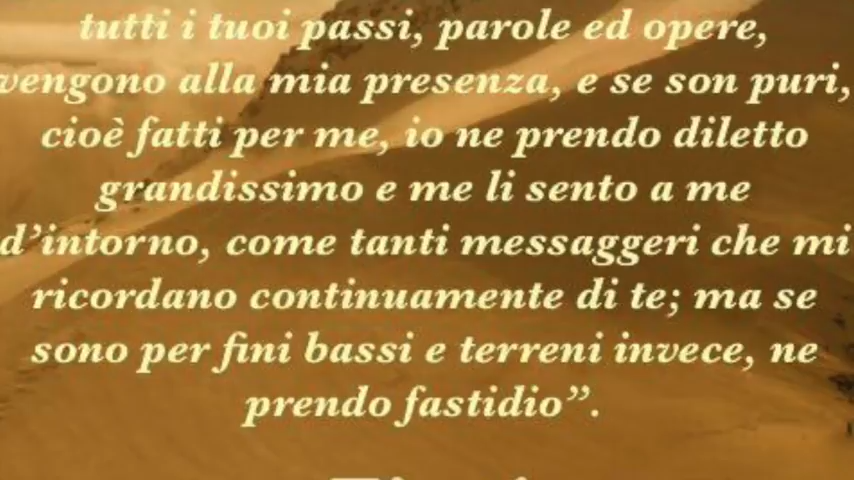 tutti i tuoi passi, parole ed opere,
vengono alla mia presenza, e se son puri,
cioè fatti per me, io ne prendo diletto
grandissimo e me li sento a me
d’intorno, come tanti messaggeri che mi
ricordano continuamente di te; ma se
sono per fini bassi e terreni invece, ne
prendo fastidio”.